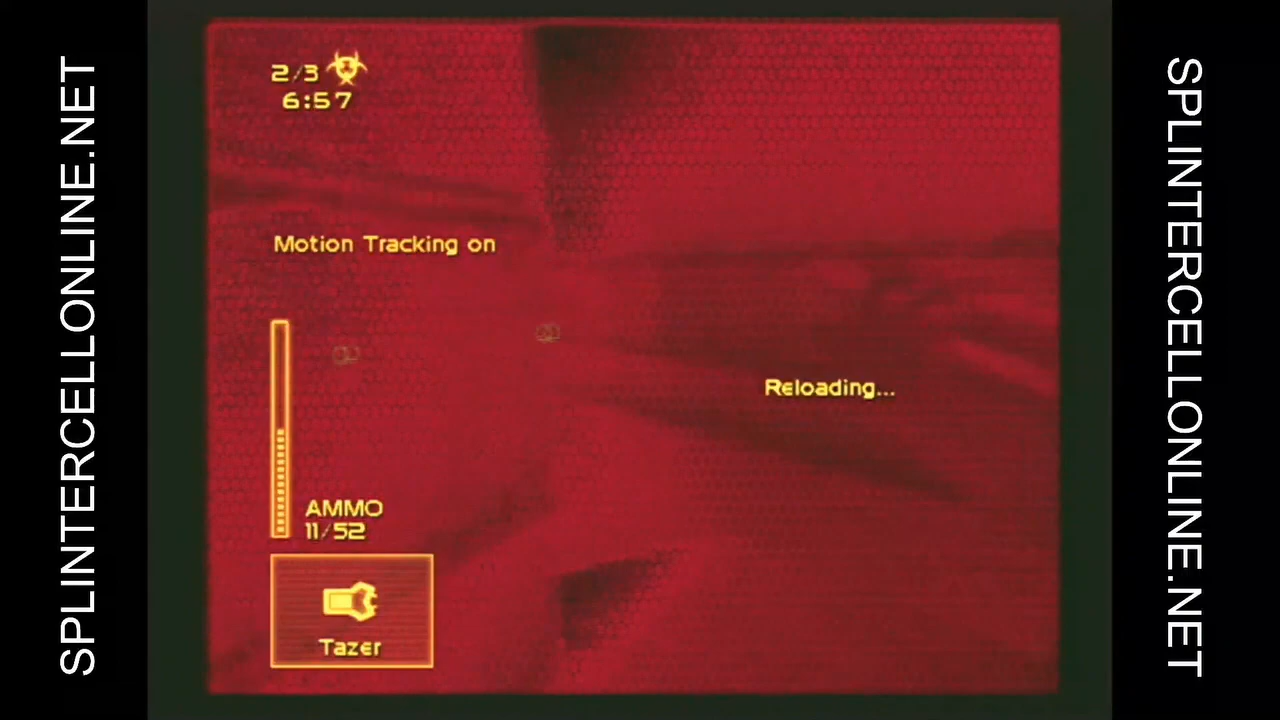 SPLINTERCELLONLINE.NET
2/3
6:57
Motion Tracking on
Reloading...
AMMO
11/52
Tazer
SPLINTERCELLONLINE.NET